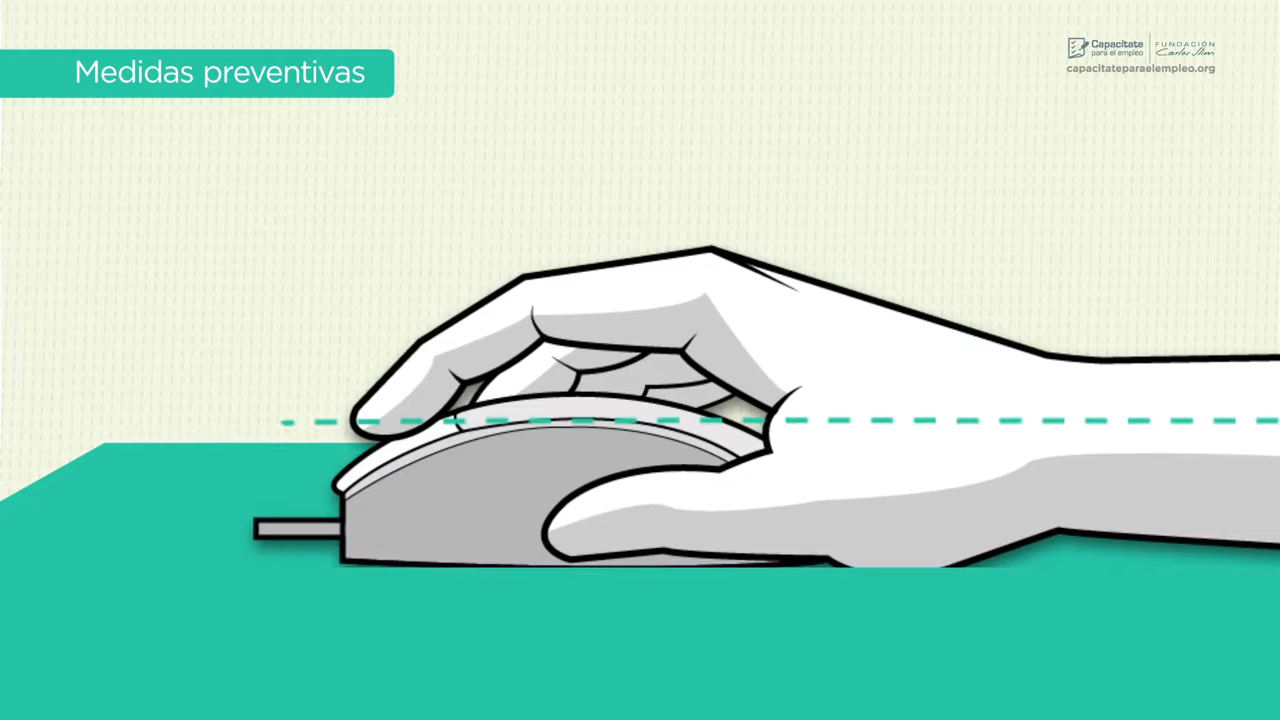 Medidas preventivas
Capacítate
para el empleo
FUNDACIÓN
Carlos Slim
capacitateparaelempleo.org